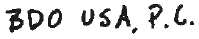 BDO USA, P.C.